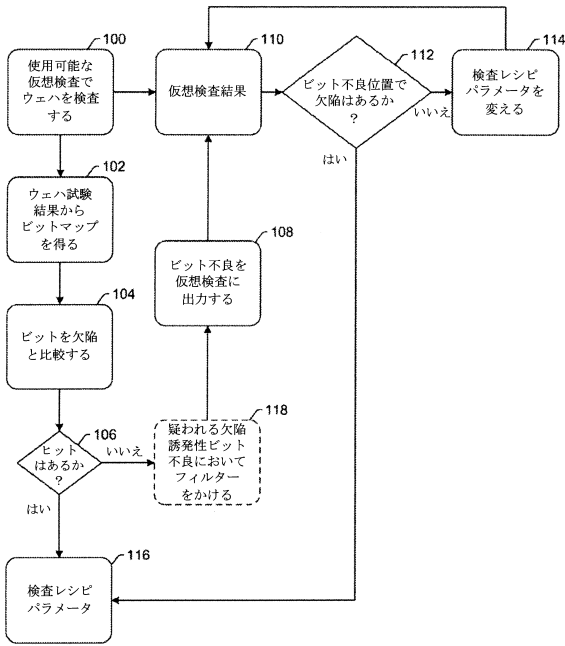 100
使用可能な
仮想検査で
ウェハを検査
する
102
ウェハ試験
結果から
ビットマップ
を得る
104
ビットを欠陥
と比較する
106
ヒット
はあるか
?
いいえ
はい
116
検査レシピ
パラメータ
118
疑われる欠陥
誘発性ビット
不良において
フィルター
をかける
108
ビット不良を
仮想検査に
出力する
110
仮想検査結果
112
ビット不良位置で
欠陥はあるか
?
いいえ
はい
114
検査レシピ
パラメータを
変える